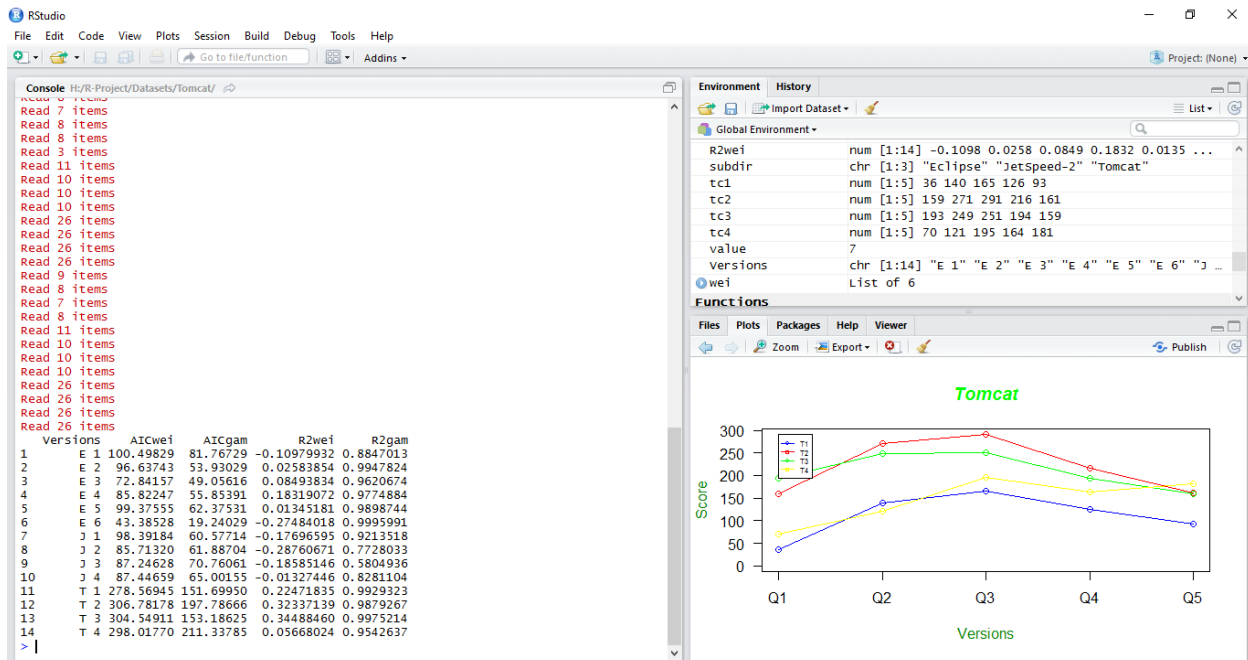 RStudio
File Edit Code View Plots Session Build Debug Tools Help
Go to file/function Addins Project: (None)
Console H:/R-Project/Datasets/Tomcat/
Read 7 items
Read 8 items
Read 8 items
Read 3 items
Read 11 items
Read 10 items
Read 10 items
Read 10 items
Read 26 items
Read 26 items
Read 26 items
Read 26 items
Read 9 items
Read 8 items
Read 7 items
Read 8 items
Read 11 items
Read 10 items
Read 10 items
Read 10 items
Read 26 items
Read 26 items
Read 26 items
Read 26 items
Versions AICwei AICgam R2wei R2gam
1 E 1 100.49829 81.76729 -0.10979932 0.8847013
2 E 2 96.63743 53.93029 0.02583854 0.9947824
3 E 3 72.84157 49.05616 0.08493834 0.9620674
4 E 4 85.82247 55.85391 0.18319072 0.9774884
5 E 5 99.37555 62.37531 0.01345181 0.9898744
6 E 6 43.38528 19.24029 -0.27484018 0.9995991
7 J 1 98.39184 60.57714 -0.17696595 0.9213518
8 J 2 85.71320 61.88704 -0.28760671 0.7728033
9 J 3 87.24628 70.76061 -0.18585146 0.5804936
10 J 4 87.44659 65.00155 -0.01327446 0.8281104
11 T 1 278.56945 151.69950 0.22471835 0.9929323
12 T 2 306.78178 197.78666 0.32337139 0.9879267
13 T 3 304.54911 153.18625 0.34488460 0.9975214
14 T 4 298.01770 211.33785 0.05668024 0.9542637
>
Environment History
Import Dataset List
Global Environment
R2wei num [1:14] -0.1098 0.0258 0.0849 0.1832 0.0135 ...
subdir chr [1:3] "Eclipse" "JetSpeed-2" "Tomcat"
tc1 num [1:5] 36 140 165 126 93
tc2 num [1:5] 159 271 291 216 161
tc3 num [1:5] 193 249 251 194 159
tc4 num [1:5] 70 121 195 164 181
value 7
Versions chr [1:14] "E 1" "E 2" "E 3" "E 4" "E 5" "E 6" "J …
wei List of 6
Functions
Files Plots Packages Help Viewer
Zoom Export Publish
Tomcat
Score
300
250
200
150
100
50
0
T1
T2
T3
T4
Q1 Q2 Q3 Q4 Q5
Versions